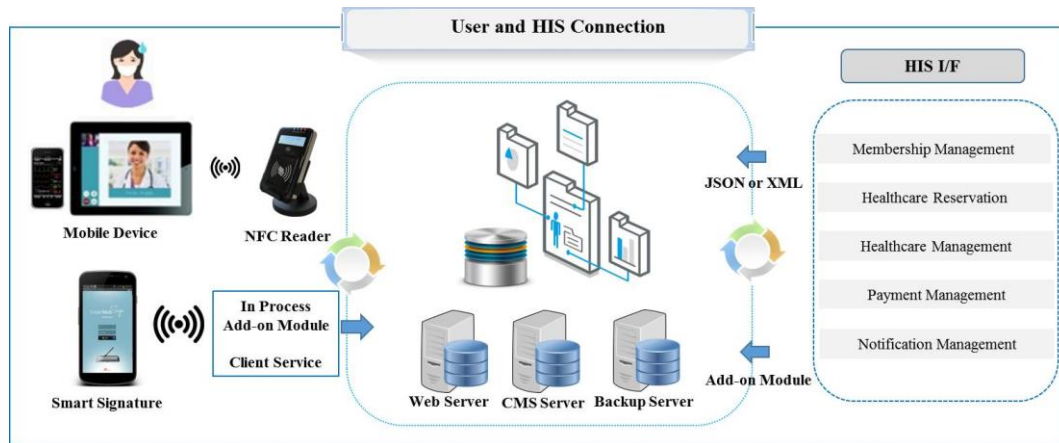 User and HIS Connection
HIS I/F
Membership Management
JSON or XML
Healthcare Reservation
Mobile Device
NFC Reader
Healthcare Management
In Process
Add-on Module
Client Service
Payment Management
Notification Management
Add-on Module
Smart Signature
Web Server
CMS Server
Backup Server